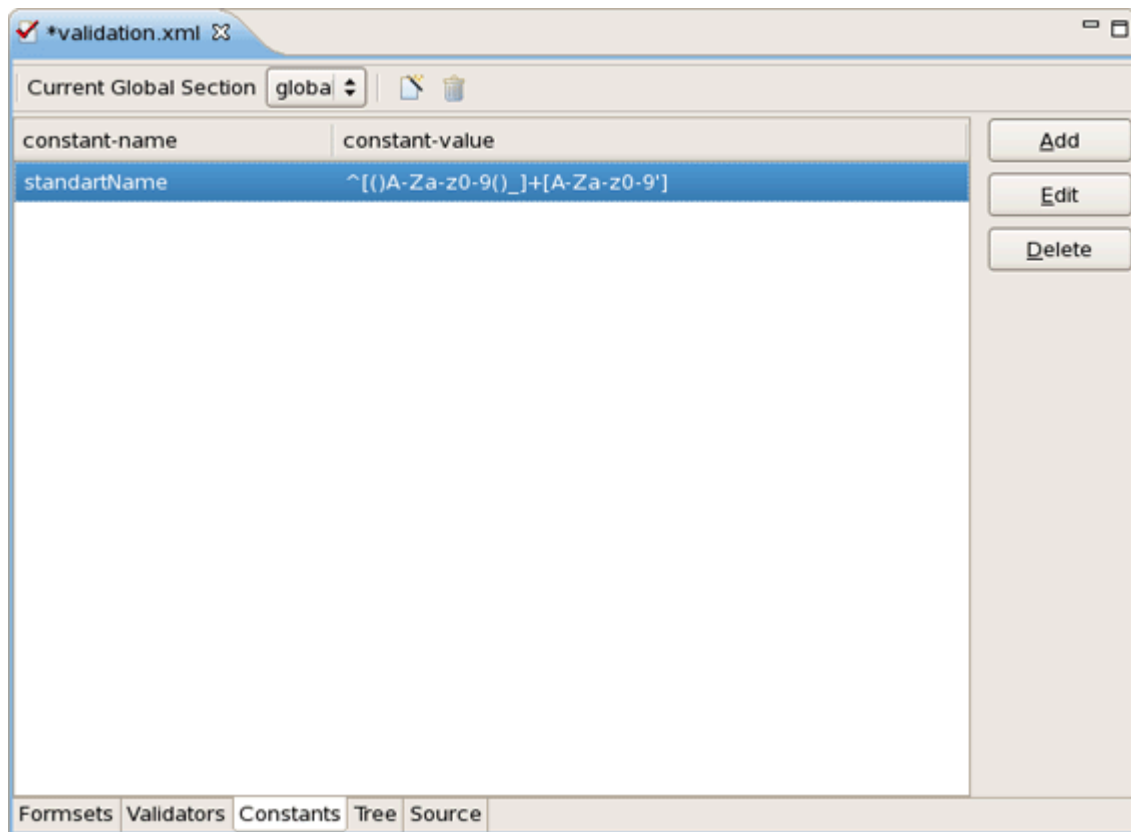 *validation.xml
Current Global Section globa
constant-name constant-value
Add
standartName ^[()A-Za-z0-9()_]+[A-Za-z0-9']
Edit
Delete
Formsets Validators Constants Tree Source